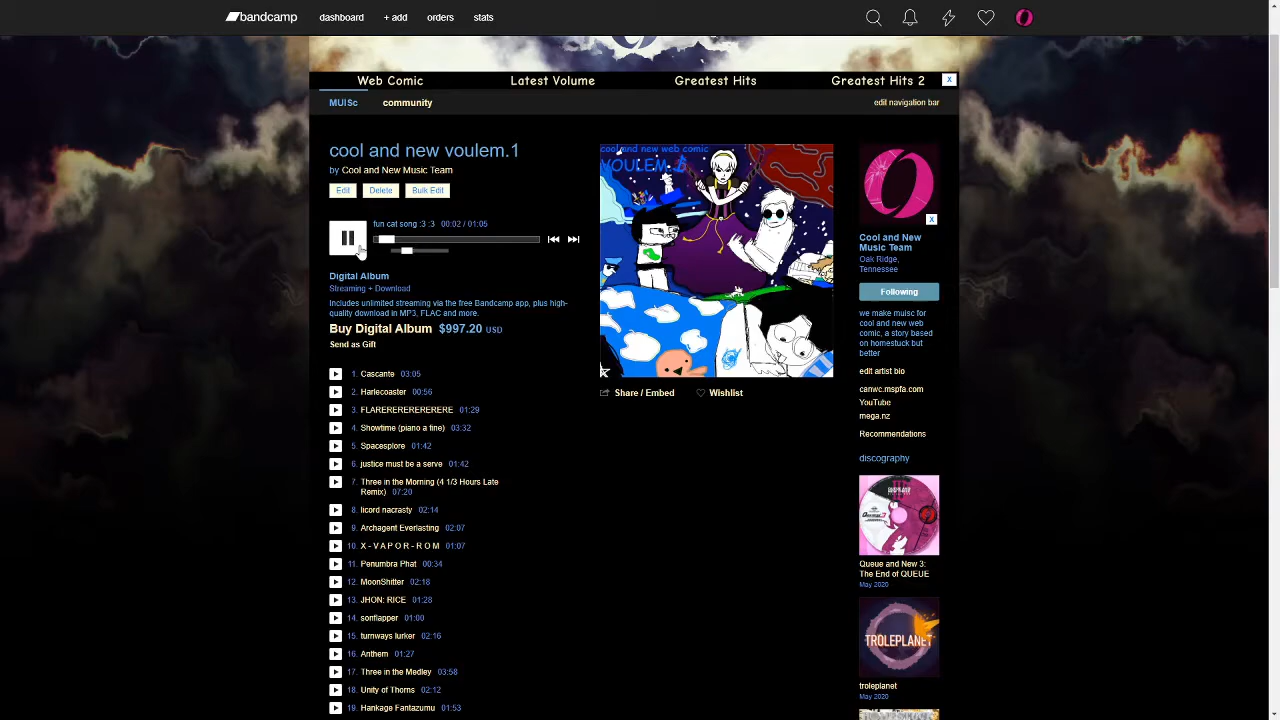 bandcamp dashboard + add orders stats
Web Comic Latest Volume Greatest Hits Greatest Hits 2 X
MUISc community edit navigation bar
cool and new voulem.1
by Cool and New Music Team
Edit Delete Bulk Edit
fun cat song :3 :3 00:02 / 01:05
Digital Album
Streaming + Download
Includes unlimited streaming via the free Bandcamp app, plus high-
quality download in MP3, FLAC and more.
Buy Digital Album $997.20 USD
Send as Gift
1. Cascante 03:05
2. Harlecoaster 00:56
3. FLAREREREREREERE 01:29
4. Showtime (piano a fine) 03:32
5. Spacesplore 01:42
6. justice must be a serve 01:42
7. Three in the Morning (4 1/3 Hours Late
Remix) 07:20
8. licord nacrasty 02:14
9. Archagent Everlasting 02:07
10. X - V A P O R - R O M 01:07
11. Penumbra Phat 00:34
12. MoonShitter 02:18
13. JHON: RICE 01:28
14. sonflapper 01:00
15. turnways lurker 02:16
16. Anthem 01:27
17. Three in the Medley 03:58
18. Unity of Thorns 02:12
19. Hankage Fantazumu 01:53
cool and new web comic
VOULEM.1
Share / Embed Wishlist
X
Cool and New
Music Team
Oak Ridge,
Tennessee
Following
we make muisc for
cool and new web
comic, a story based
on homestuck but
better
edit artist bio
canwc.mspfa.com
YouTube
mega.nz
Recommendations
discography
Queue and New 3:
The End of QUEUE
May 2020
TROLEPLANET
troleplanet
May 2020